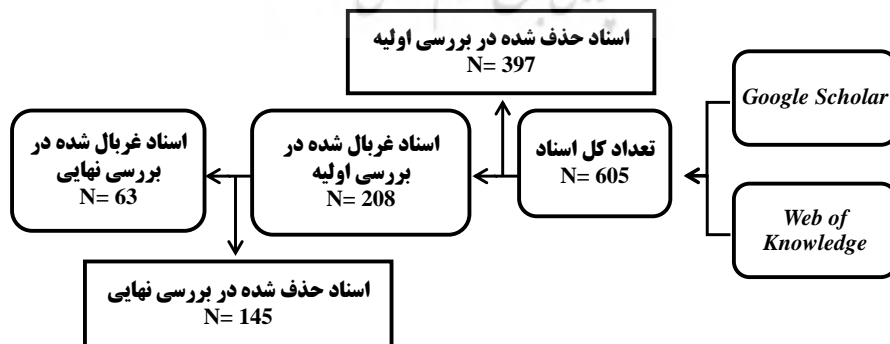 اسناد حذف شده در بررسی اولیه
N= 397
Google Scholar
تعداد کل اسناد
N= 605
اسناد غربال شده در
بررسی اولیه
N= 208
اسناد غربال شده در
بررسی نهایی
N= 63
Web of
Knowledge
اسناد حذف شده در بررسی نهایی
N= 145